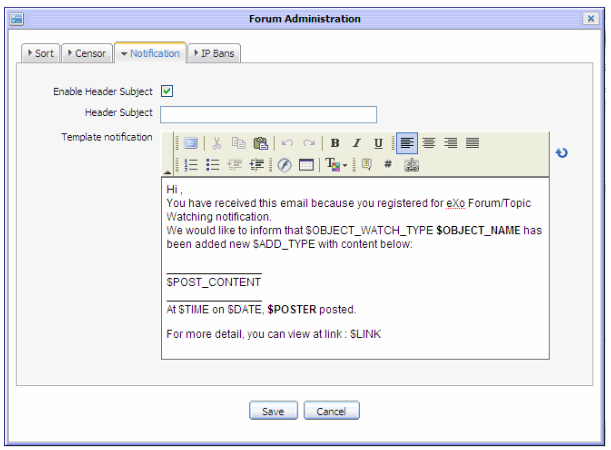 Forum Administration
Sort Censor Notification IP Bans
Enable Header Subject
Header Subject
Template notification
B I U
#
Hi ,
You have received this email because you registered for eXo Forum/Topic
Watching notification.
We would like to inform that $OBJECT_WATCH_TYPE $OBJECT_NAME has
been added new $ADD_TYPE with content below:
$POST_CONTENT
At $TIME on $DATE, $POSTER posted.
For more detail, you can view at link : $LINK
Save Cancel